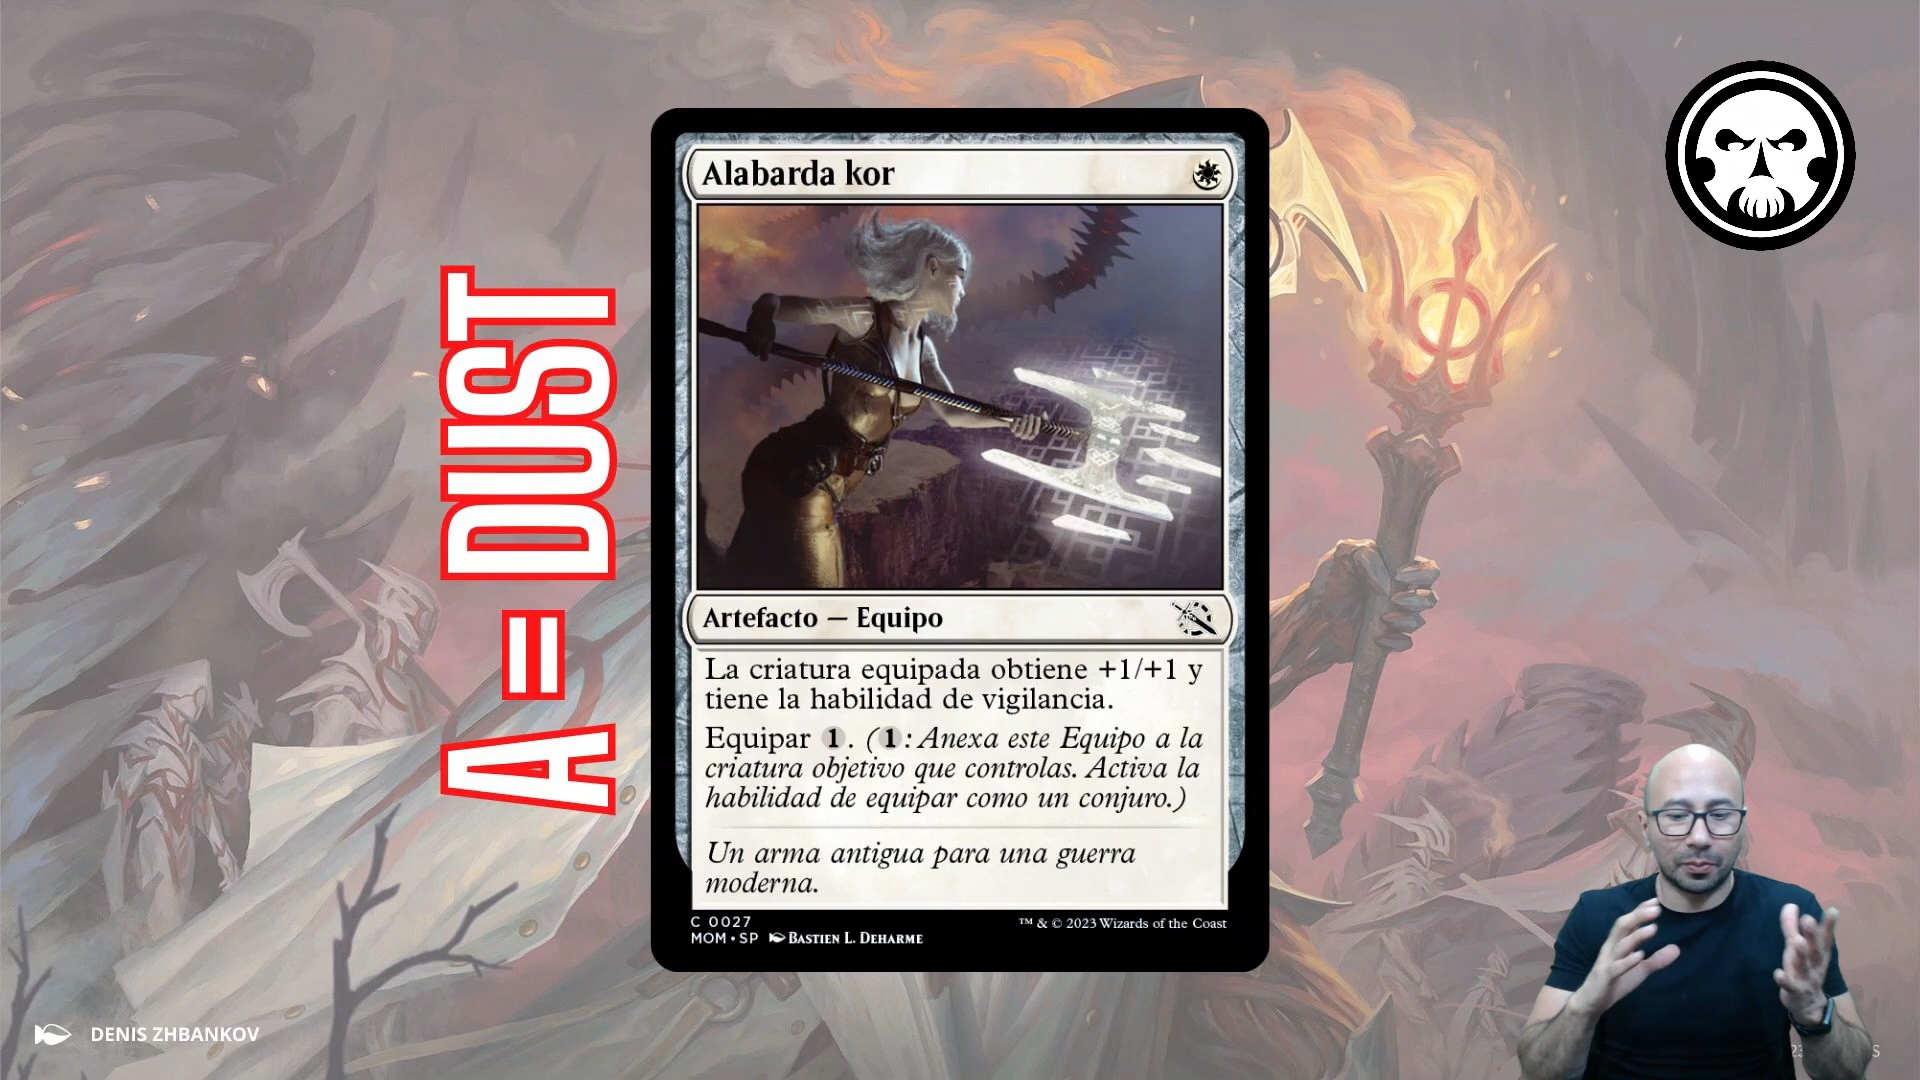 A = DUST
Alabarda kor
Artefacto — Equipo
La criatura equipada obtiene +1/+1 y
tiene la habilidad de vigilancia.
Equipar 1. (1: Anexa este Equipo a la
criatura objetivo que controlas. Activa la
habilidad de equipar como un conjuro.)
Un arma antigua para una guerra
moderna.
C 0027
MOM • SP BASTIEN L. DEHARME
™ & © 2023 Wizards of the Coast
DENIS ZHBANKOV